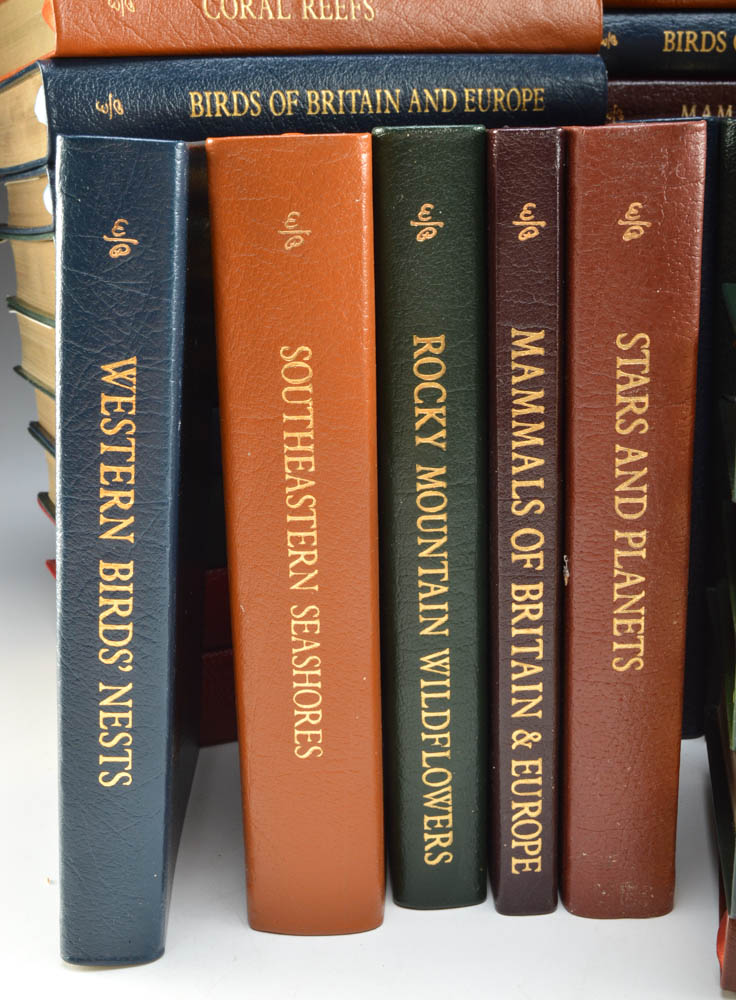 CORAL REEFS
BIRDS OF BRITAIN AND EUROPE
BIRDS
WESTERN BIRDS' NESTS
SOUTHEASTERN SEASHORES
ROCKY MOUNTAIN WILDFLOWERS
MAMMALS OF BRITAIN & EUROPE
STARS AND PLANETS